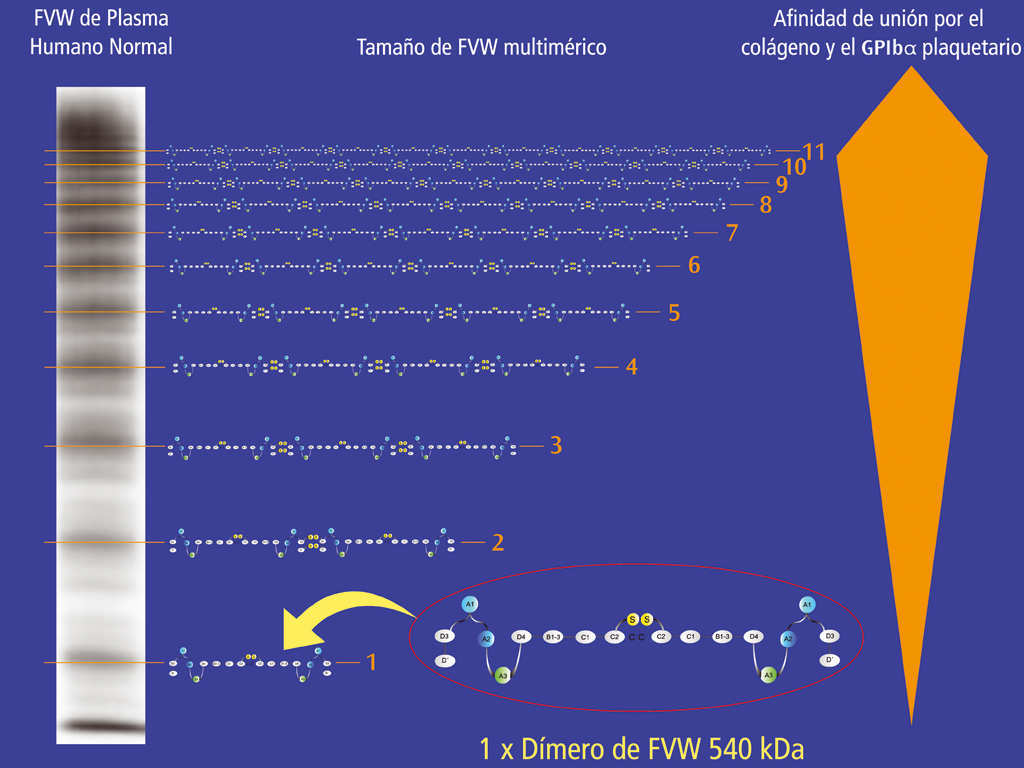 FVW de Plasma
Humano Normal
Tamaño de FVW multimérico
Afinidad de unión por el
colágeno y el GPIbα plaquetario
11
10
9
8
7
6
5
4
3
2
1
A1 A1
D3 A2 D4 B1-3 C1 C2 S S C C C2 C1 B1-3 D4 A2 D3
D' D'
A3 A3
1 x Dímero de FVW 540 kDa